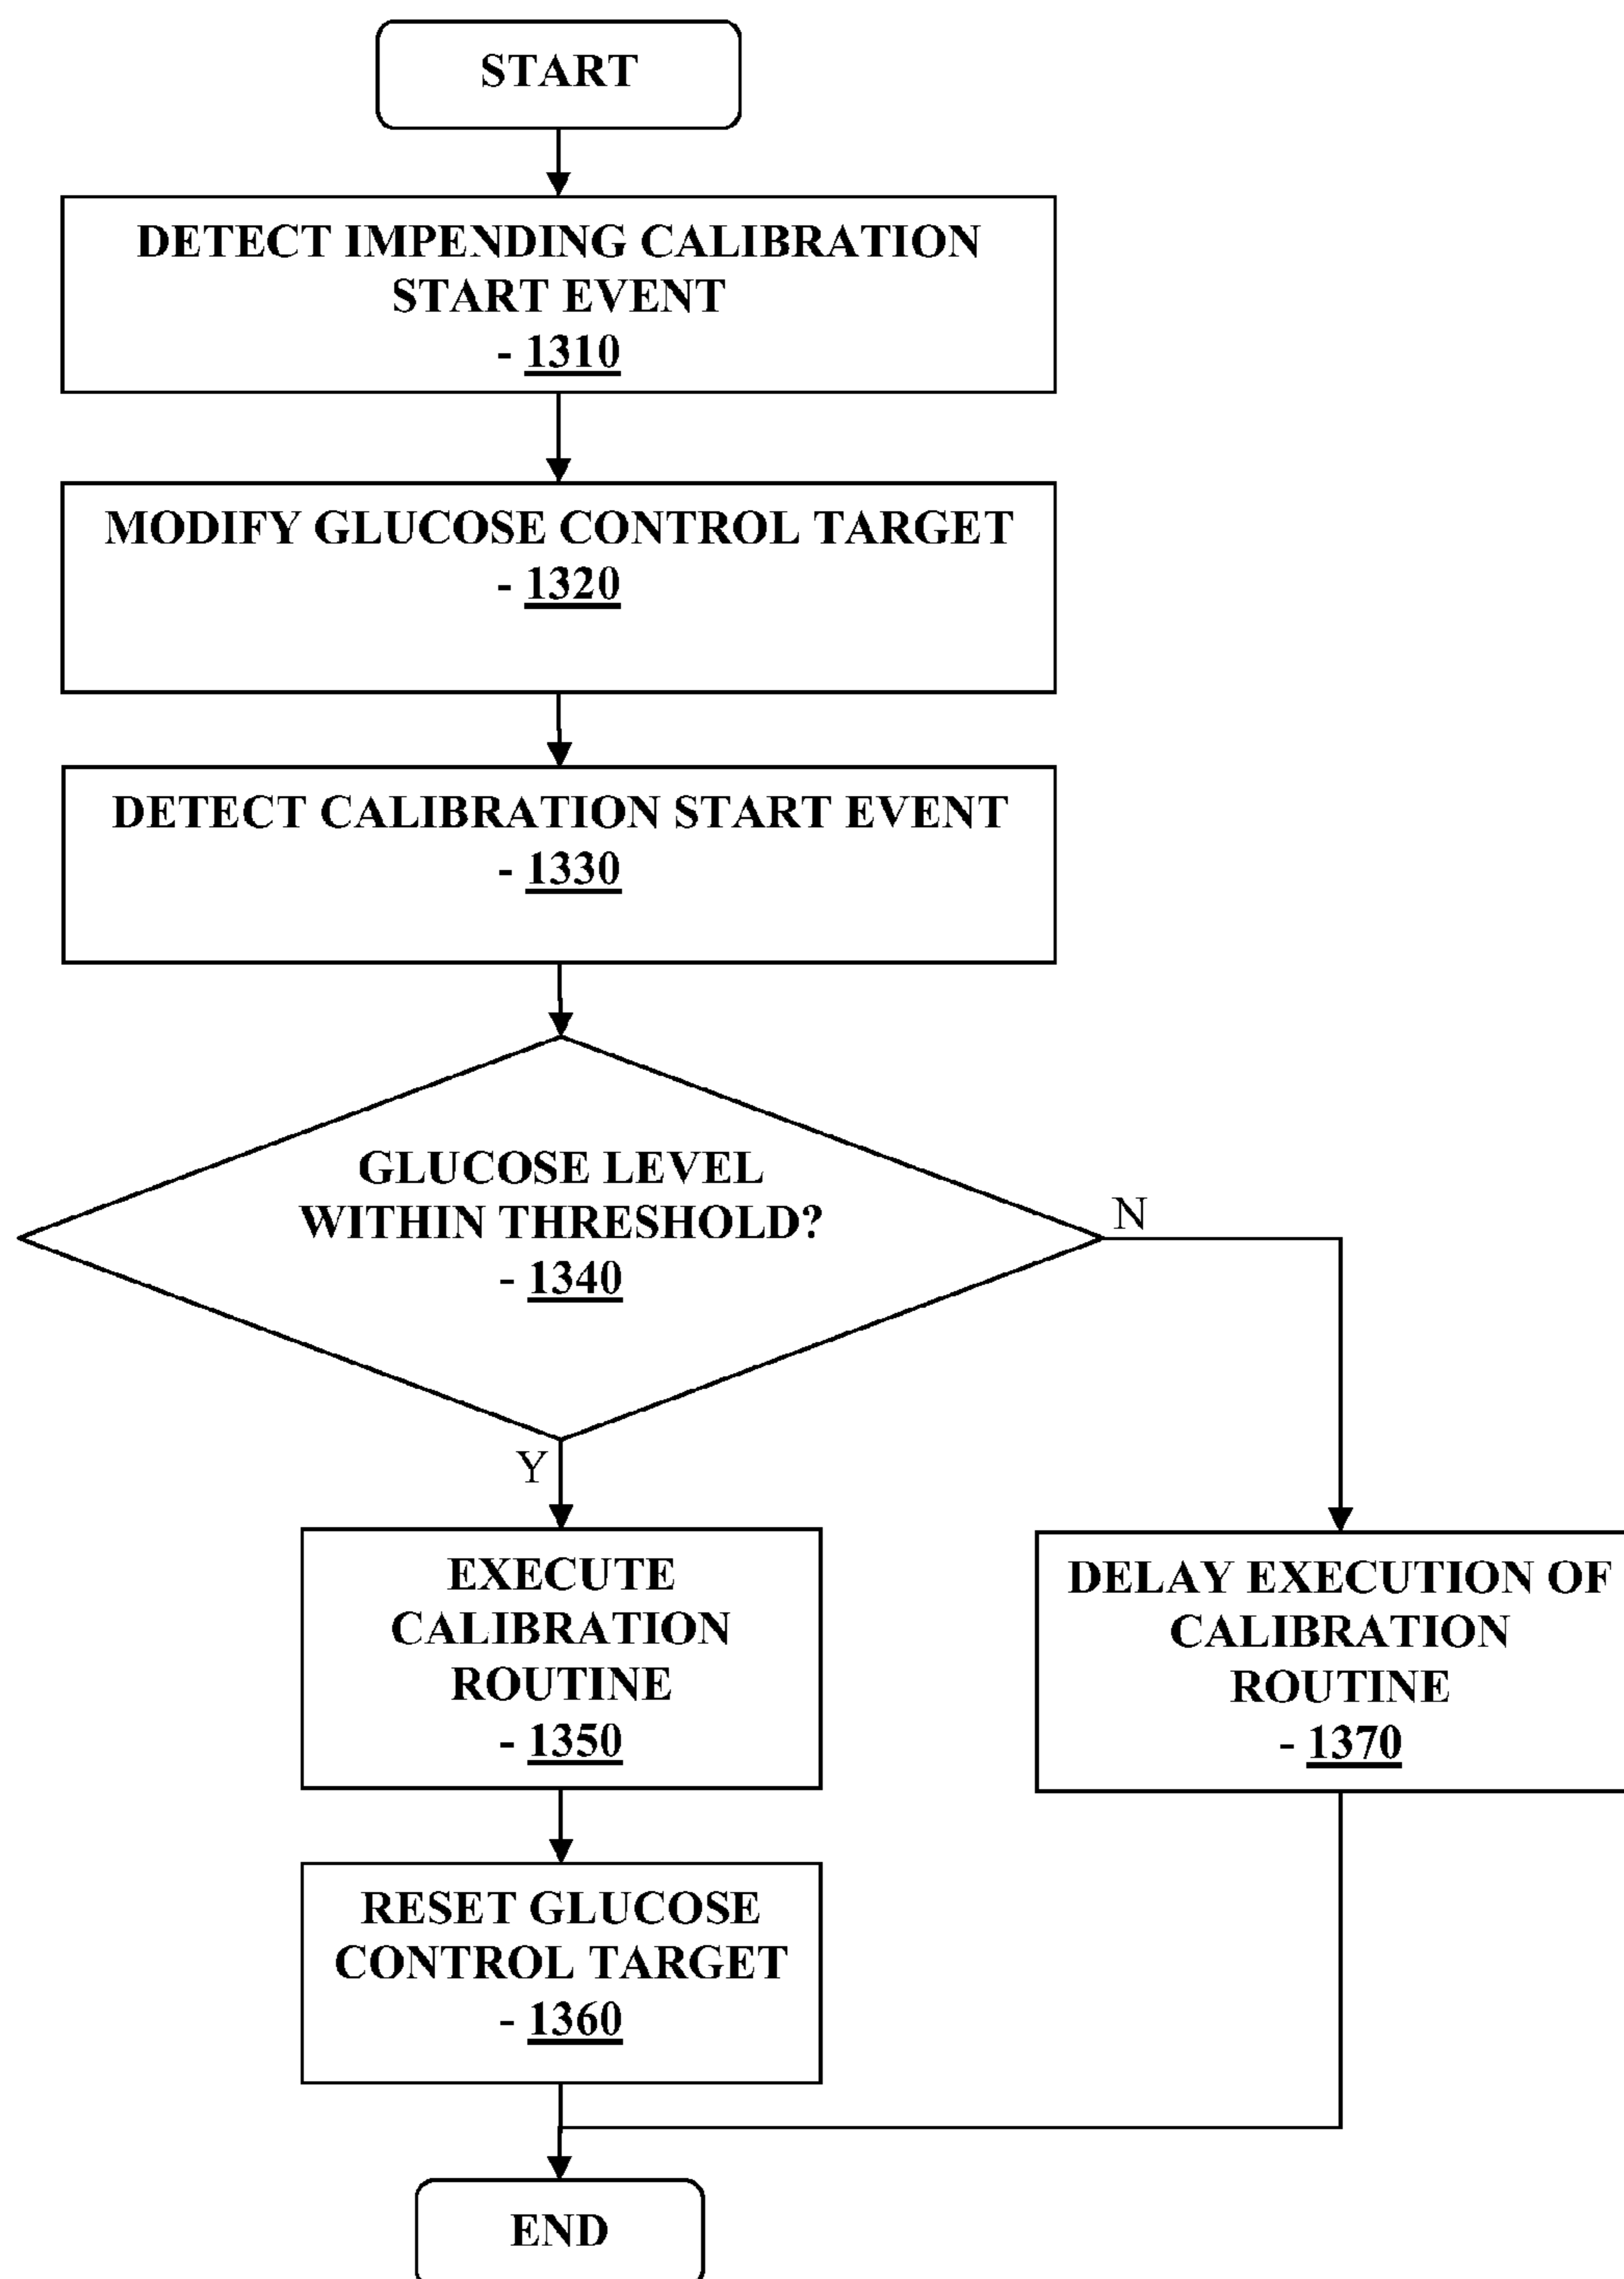 START
DETECT IMPENDING CALIBRATION
START EVENT
- 1310
MODIFY GLUCOSE CONTROL TARGET
- 1320
DETECT CALIBRATION START EVENT
- 1330
GLUCOSE LEVEL
WITHIN THRESHOLD?
- 1340
N
Y
EXECUTE
CALIBRATION
ROUTINE
- 1350
DELAY EXECUTION OF
CALIBRATION
ROUTINE
- 1370
RESET GLUCOSE
CONTROL TARGET
- 1360
END